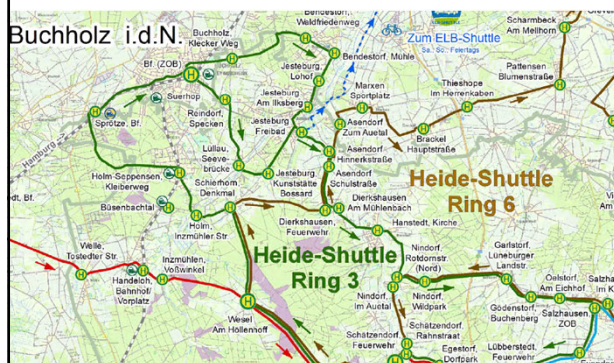 Bendestorf,
Waldfriedenweg
Scharmbeck
Am Mellhorn
Buchholz i.d.N.
Buchholz,
Klecker Weg
Zum ELB-Shuttle
Sa.: So.: Feiertags
Bf. (ZOB)
Jesteburg,
Lohof
Bendestorf, Mühle
Pattensen
Blumenstraße
Suerhop
Jesteburg
Am Ilksberg
Marxen
Sportplatz
Thieshope
Im Herrenkaben
Sprötze, Bf.
Reindorf,
Specken
Jesteburg
Freibad
Asendorf
Zum Auetal
Brackel
Hauptstraße
Hamburg
Lüllau,
Seeve-
brücke
Asendorf
Hinnerkstraße
Holm-Seppensen,
Kleiberweg
Schierhorn
Denkmal
Jesteburg
Kunststätte
Bossard
Asendorf
Schulstraße
Heide-Shuttle
Ring 6
Büsenbachtal
Dierkshausen
Am Mühlenbach
Holm,
Inzmühler Str.
Dierkshausen,
Feuerwehr
Hanstedt, Kirche
Welle,
Tostedter Str.
Inzmühlen,
Voßwinkel
Heide-Shuttle
Ring 3
Nindorf,
Rotdornstr.
(Nord)
Garlstorf,
Lüneburger
Landstr.
Handeloh,
Bahnhof/
Vorplatz
Nindorf,
Im Auetal
Nindorf,
Wildpark
Oelstorf,
Am Eichhof
Gödenstorf,
Buchenberg
Salzhausen
ZOB
Wesel
Am Höllenhoff
Schätzendorf
Feuerwehr
Schätzendorf,
Rahnstraat
Egestorf,
Dorfpark
Lübberstedt,
Feuerwehr